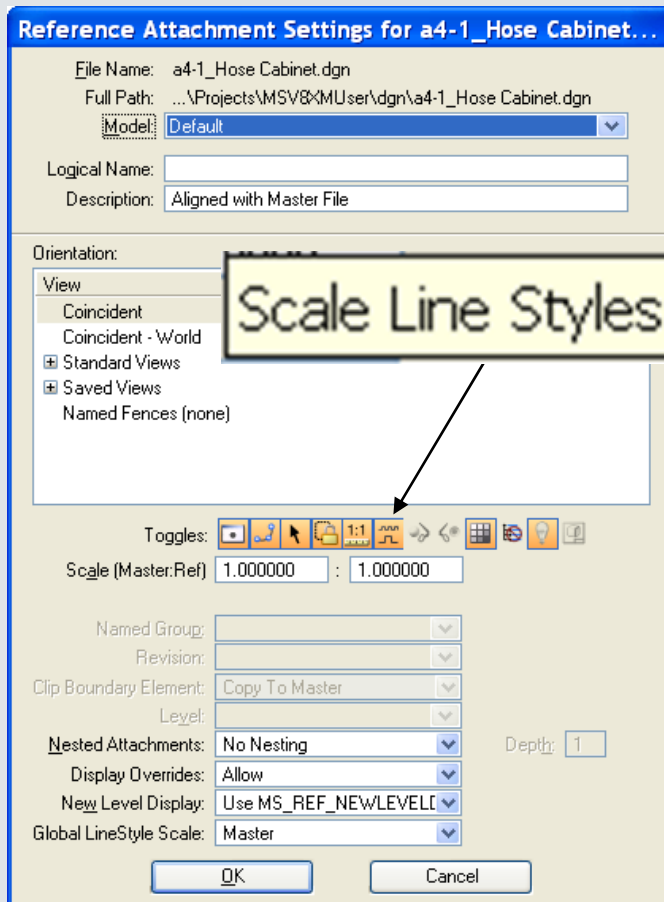 Reference Attachment Settings for a4-1_Hose Cabinet...
File Name: a4-1_Hose Cabinet.dgn
Full Path: ...\Projects\MSV8XMUser\dgn\a4-1_Hose Cabinet.dgn
Model: Default
Logical Name:
Description: Aligned with Master File
Orientation:
View
Scale Line Styles
Coincident
Coincident - World
Standard Views
Saved Views
Named Fences (none)
Toggles: 1:1
Scale (Master:Ref) 1.000000 : 1.000000
Named Group:
Revision:
Clip Boundary Element: Copy To Master
Level:
Nested Attachments: No Nesting Depth: 1
Display Overrides: Allow
New Level Display: Use MS_REF_NEWLEVEL
Global LineStyle Scale: Master
OK Cancel